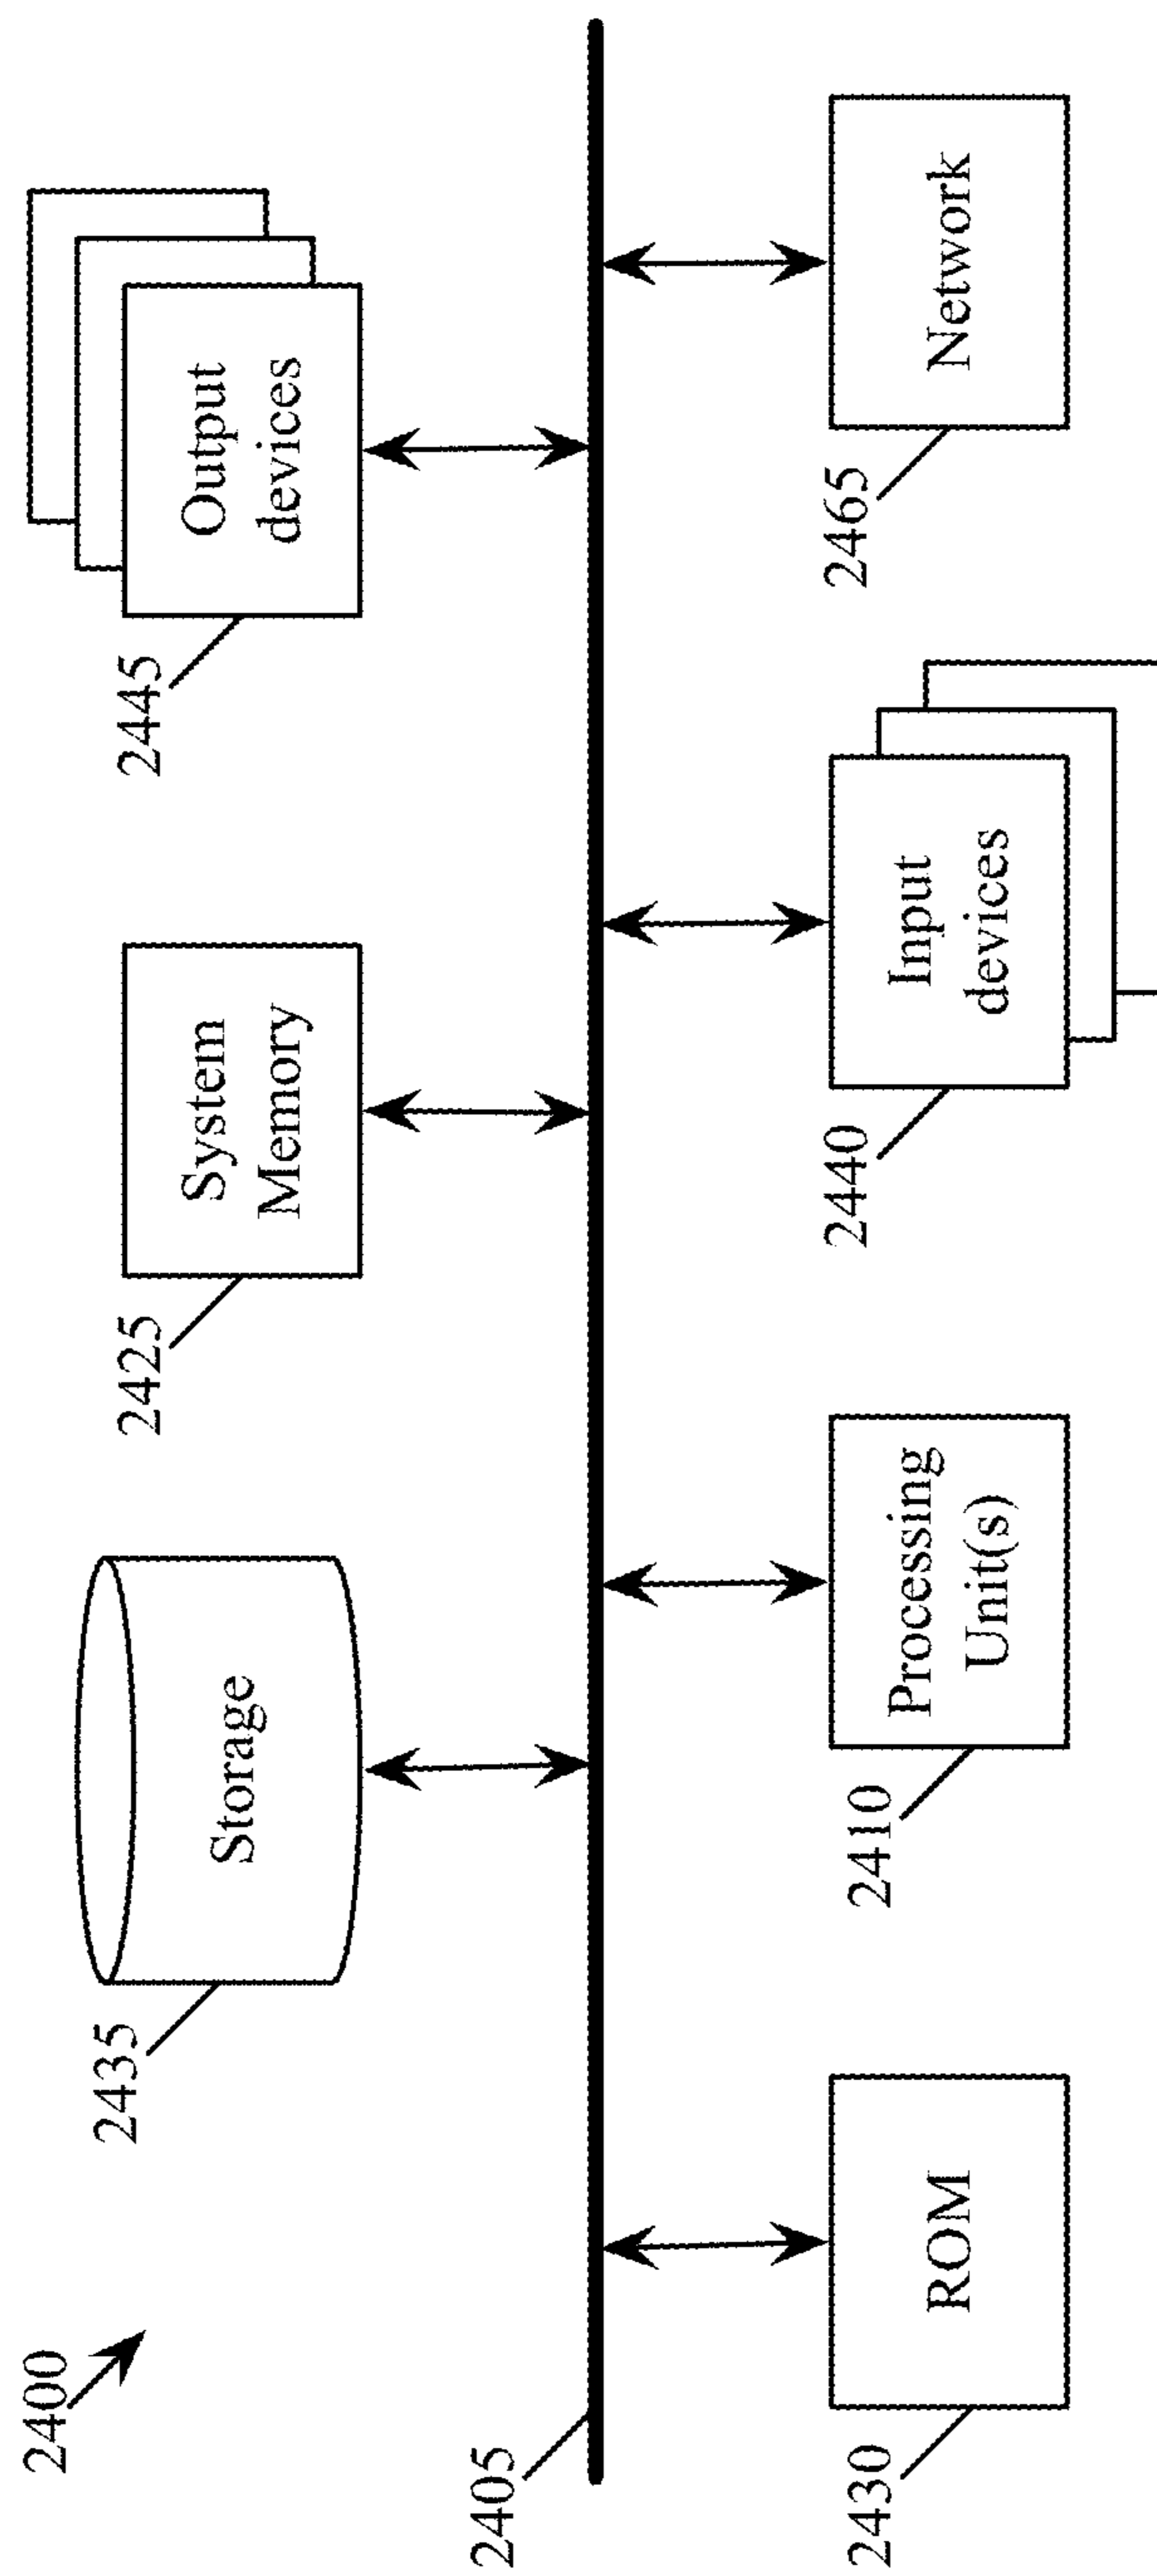 2400
2435
Storage
2425
System
Memory
2445
Output
devices
2405
2430
ROM
2410
Processing
Unit(s)
2440
Input
devices
2465
Network